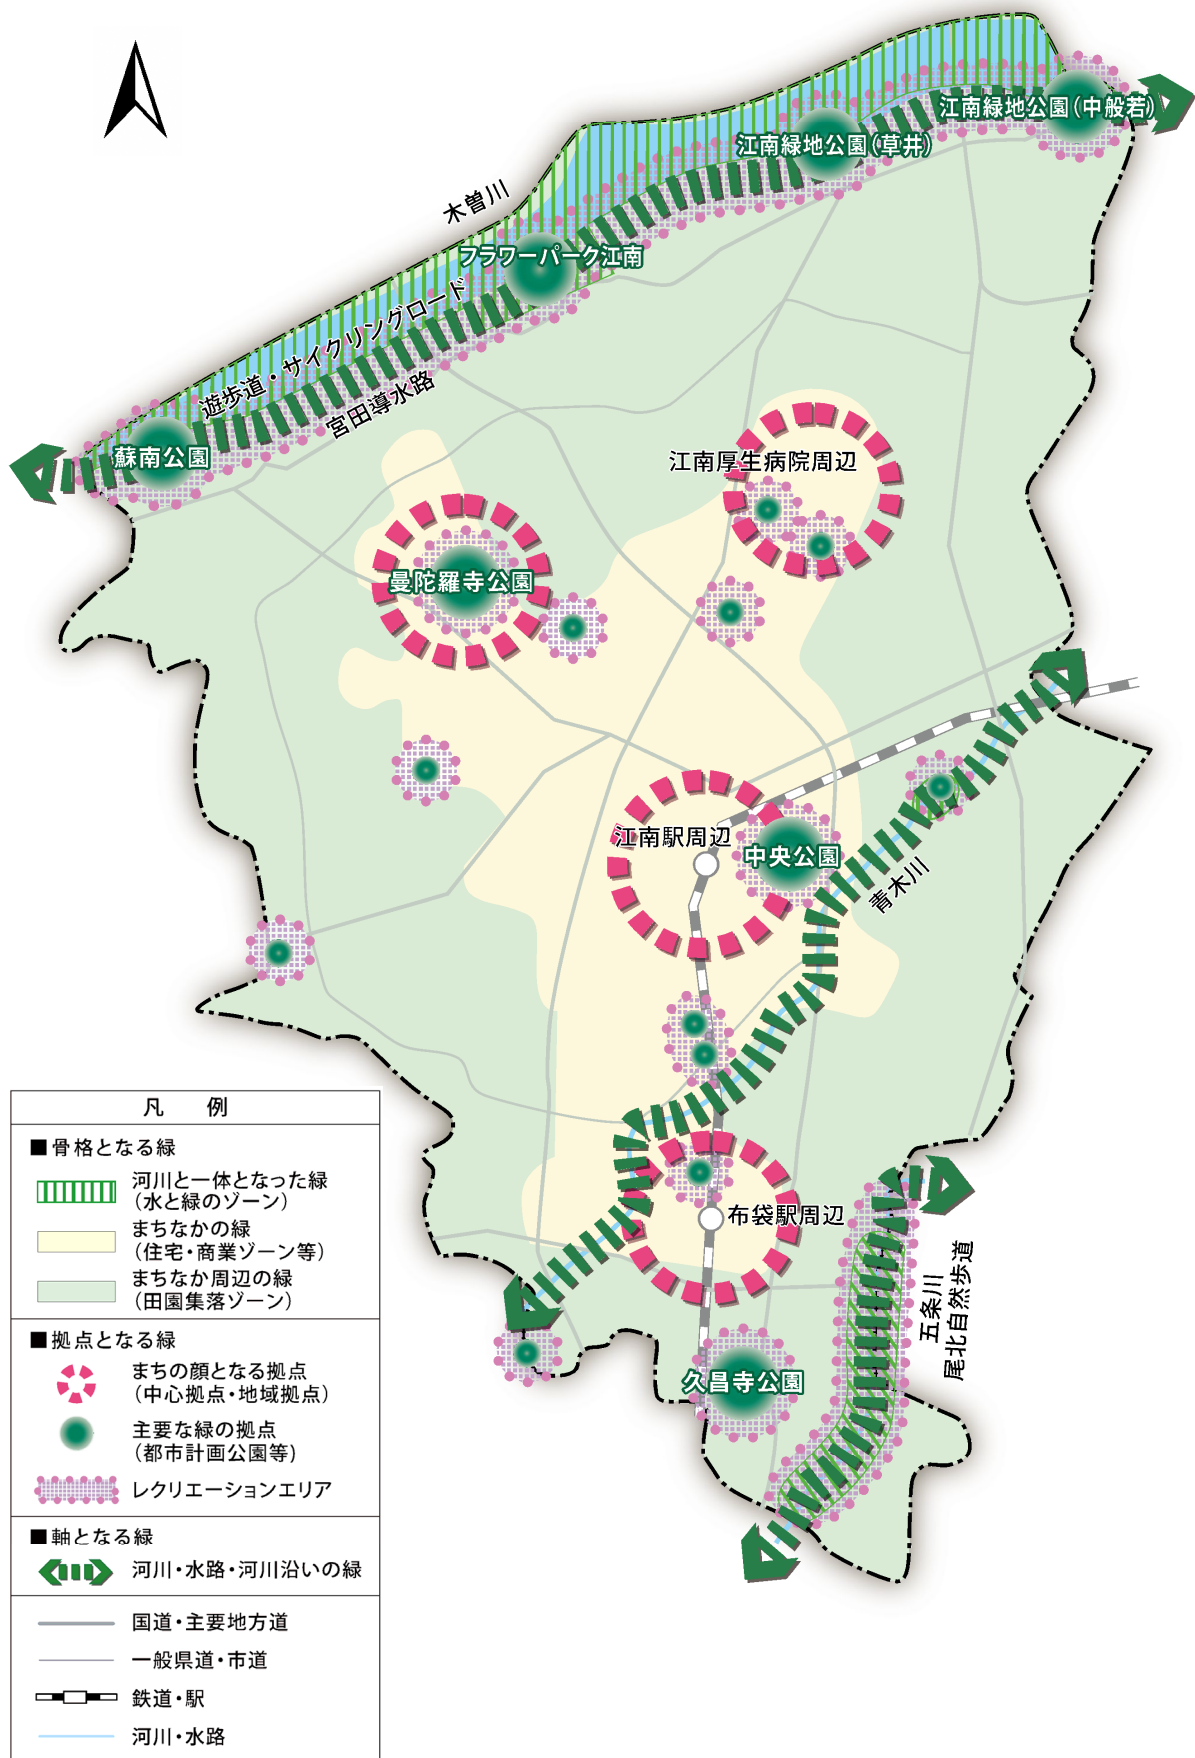 江南緑地公園(中般若)
江南緑地公園(草井)
木曽川
フラワーパーク江南
遊歩道・サイクリングロード
宮田導水路
蘇南公園
江南厚生病院周辺
曼陀羅寺公園
江南駅周辺
中央公園
青木川
布袋駅周辺
五条川
尾北自然歩道
久昌寺公園
凡 例
■骨格となる緑
河川と一体となった緑
(水と緑のゾーン)
まちなかの緑
(住宅・商業ゾーン等)
まちなか周辺の緑
(田園集落ゾーン)
■拠点となる緑
まちの顔となる拠点
(中心拠点・地域拠点)
主要な緑の拠点
(都市計画公園等)
レクリエーションエリア
■軸となる緑
河川・水路・河川沿いの緑
国道・主要地方道
一般県道・市道
鉄道・駅
河川・水路